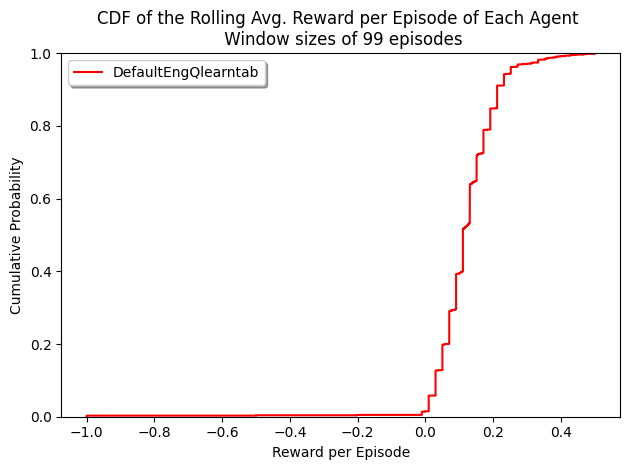 CDF of the Rolling Avg. Reward per Episode of Each Agent
Window sizes of 99 episodes
DefaultEngQlearntab
Cumulative Probability
1.0
0.8
0.6
0.4
0.2
0.0
−1.0 −0.8 −0.6 −0.4 −0.2 0.0 0.2 0.4
Reward per Episode